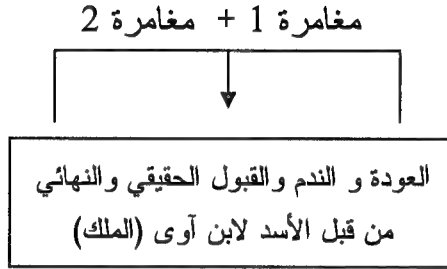 مغامرة 1 + مغامرة 2
العودة و الندم والقبول الحقيقي والنهائي
من قبل الأسد لابن آوى (الملك)